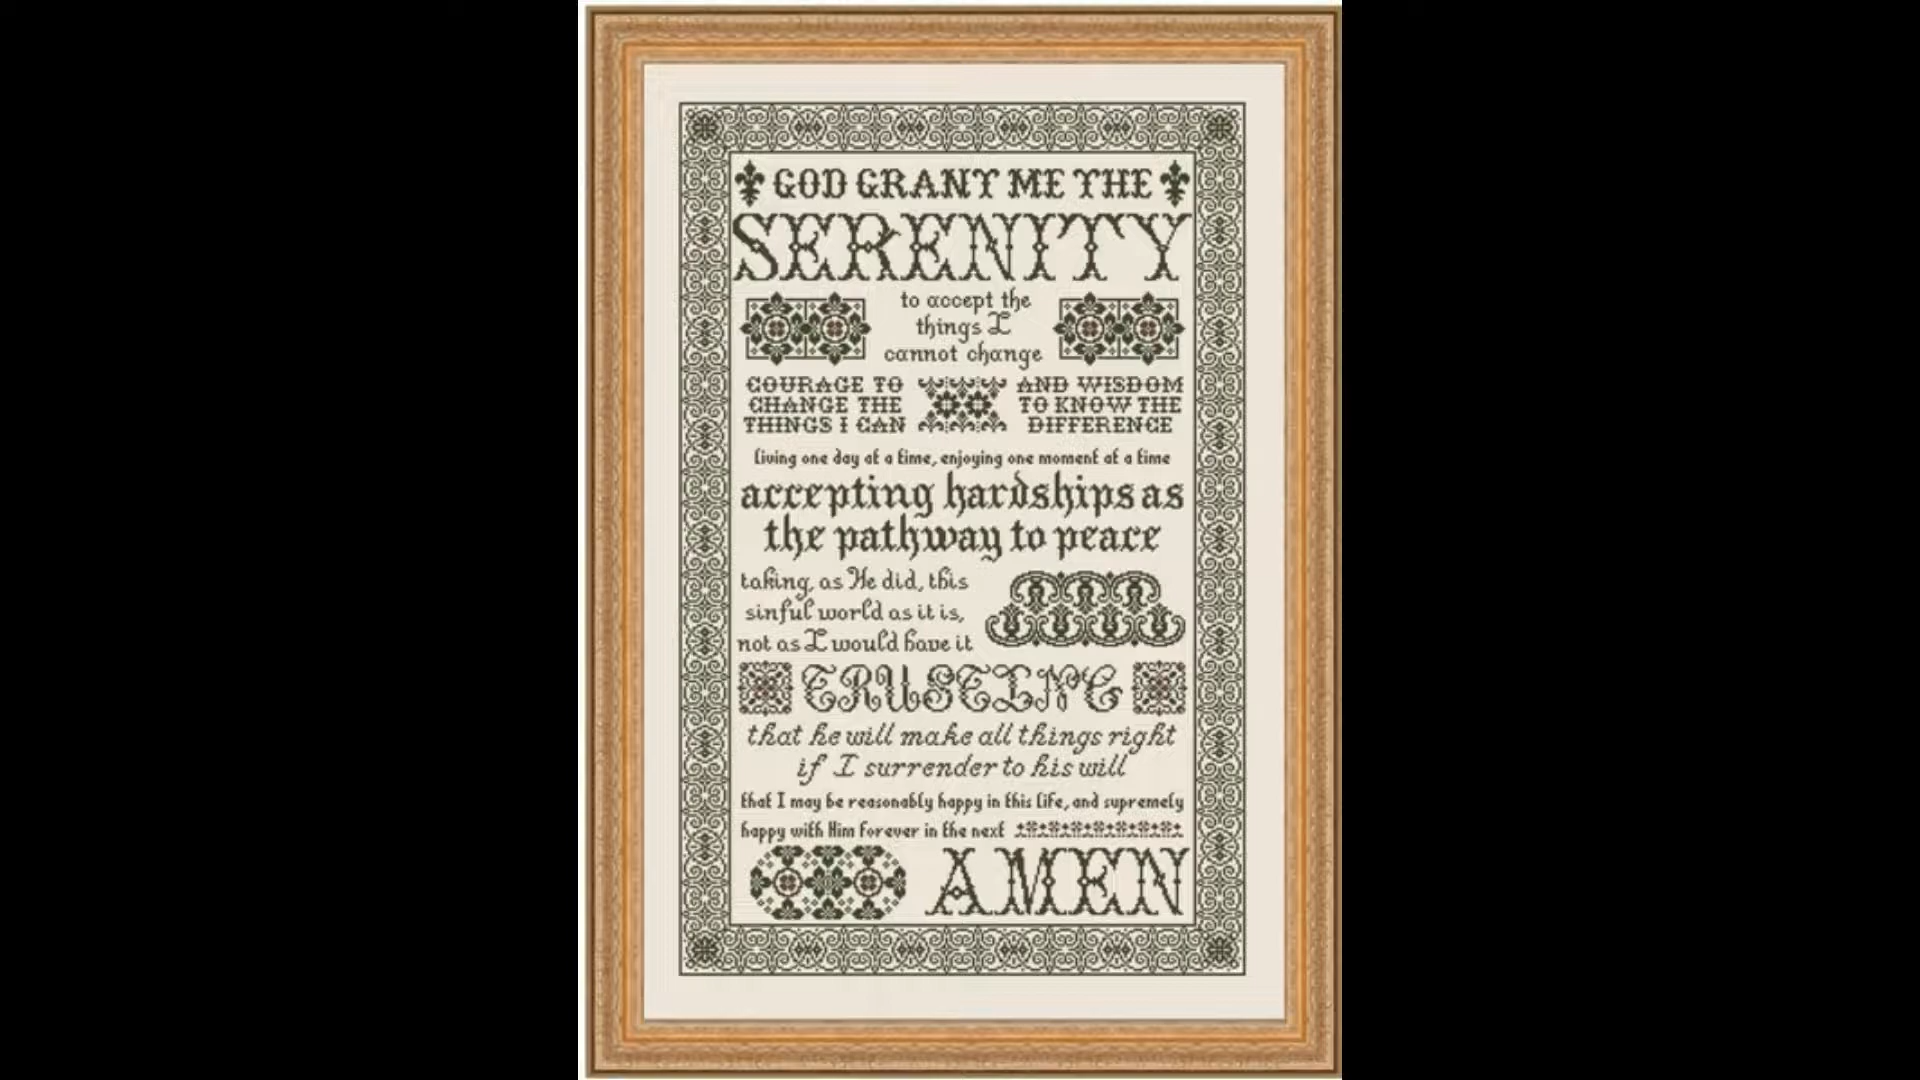 GOD GRANT ME THE
SERENITY
to accept the
things I
cannot change
COURAGE TO
CHANGE THE
THINGS I CAN
AND WISDOM
TO KNOW THE
DIFFERENCE
living one day at a time, enjoying one moment at a time
accepting hardships as
the pathway to peace
taking, as He did, this
sinful world as it is,
not as I would have it
TRUSTING
that he will make all things right
if I surrender to his will
that I may be reasonably happy in this life, and supremely
happy with Him forever in the next
AMEN